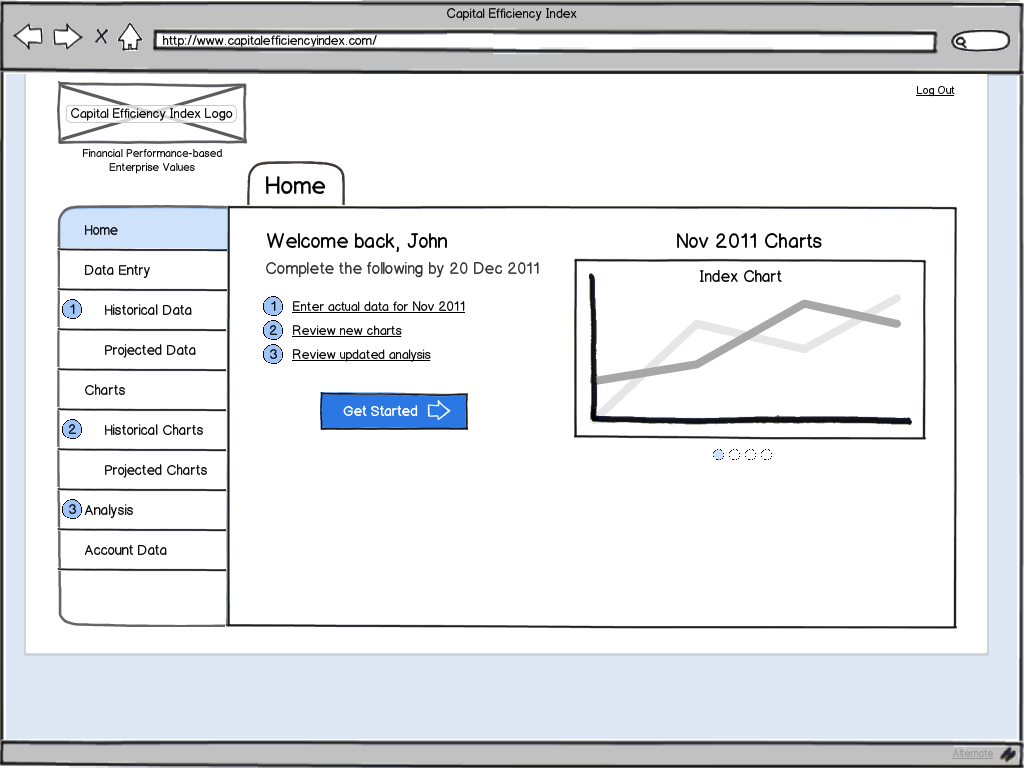 Capital Efficiency Index
http://www.capitalefficiencyindex.com/
Log Out
Capital Efficiency Index Logo
Financial Performance-based
Enterprise Values
Home
Home
Data Entry
1 Historical Data
Projected Data
Charts
2 Historical Charts
Projected Charts
3 Analysis
Account Data
Welcome back, John
Complete the following by 20 Dec 2011
1 Enter actual data for Nov 2011
2 Review new charts
3 Review updated analysis
Get Started
Nov 2011 Charts
Index Chart
Alternate